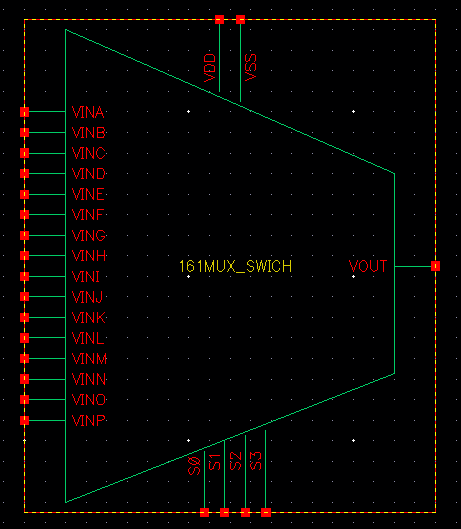 VDD
VSS
VINA
VINB
VINC
VIND
VINE
VINF
VING
VINH
VINI
VINJ
VINK
VINL
VINM
VINN
VINO
VINP
161MUX_SWICH
VOUT
S0
S1
S2
S3